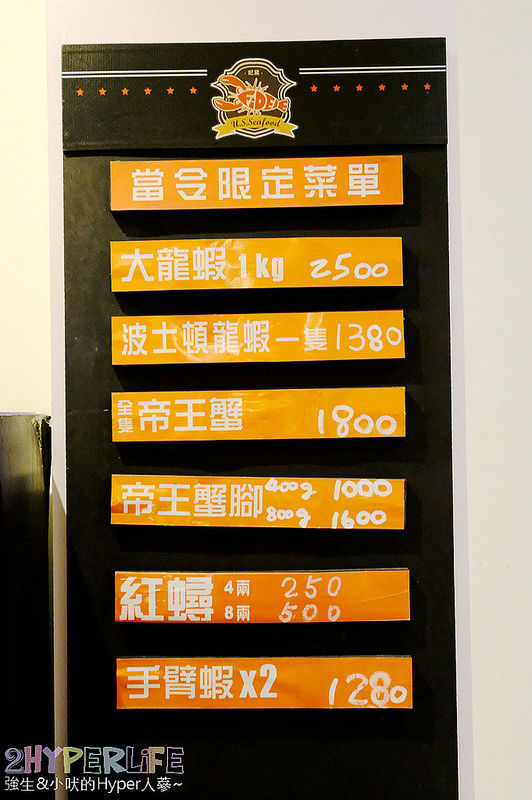 妃黛
FIDELE
U.S. Seafood
當令限定菜單
大龍蝦 1kg 2500
波士頓龍蝦一隻 1380
全隻帝王蟹 1800
帝王蟹腳 400g 1000
800g 1600
紅蟳 4兩 250
8兩 500
手臂蝦x2 1280
2HYPERLiFE
強生&小吠的Hyper人蔘~